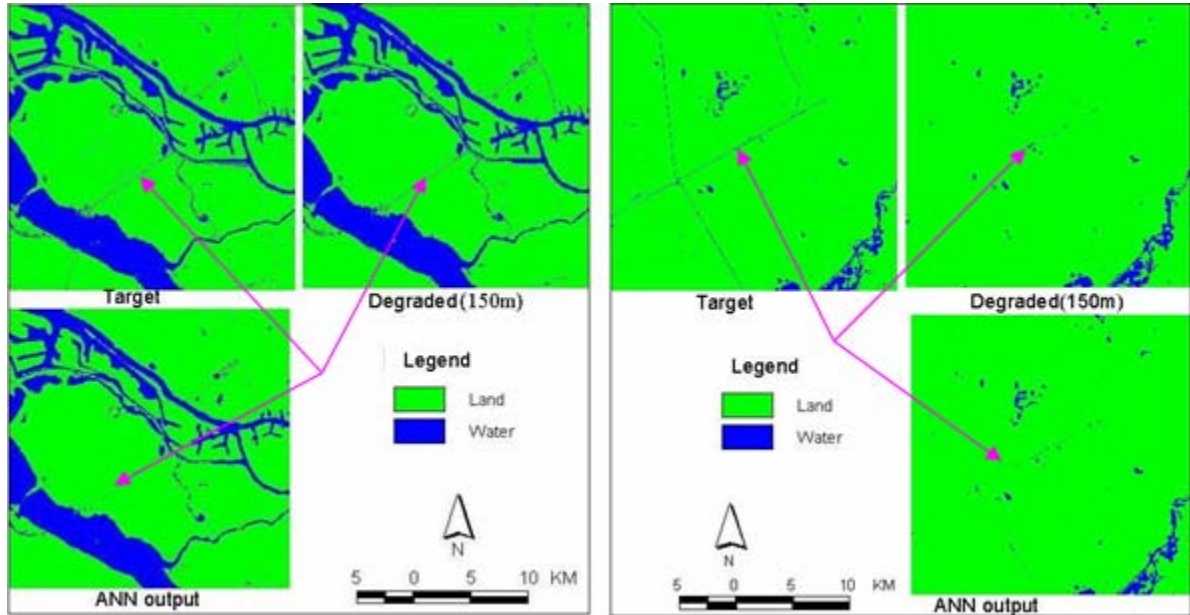 Target
Degraded(150m)
Legend
Land
Water
N
5 0 5 10 KM
ANN output
Target
Degraded(150m)
Legend
Land
Water
N
5 0 5 10 KM
ANN output